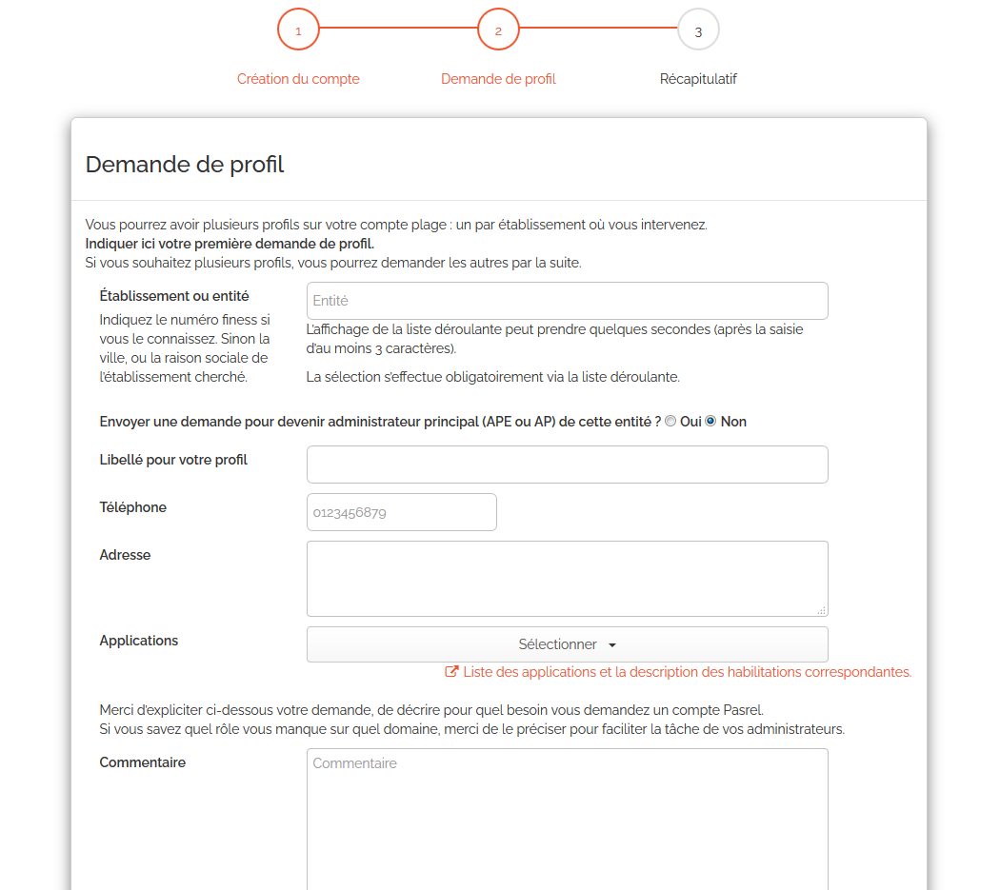 1
2
3
Création du compte
Demande de profil
Récapitulatif
Demande de profil
Vous pourrez avoir plusieurs profils sur votre compte plage : un par établissement où vous intervenez.
Indiquer ici votre première demande de profil.
Si vous souhaitez plusieurs profils, vous pourrez demander les autres par la suite.
Établissement ou entité
Indiquez le numéro finess si
vous le connaissez. Sinon la
ville, ou la raison sociale de
l'établissement cherché.
Entité
L'affichage de la liste déroulante peut prendre quelques secondes (après la saisie
d'au moins 3 caractères).
La sélection s'effectue obligatoirement via la liste déroulante.
Envoyer une demande pour devenir administrateur principal (APE ou AP) de cette entité ? Oui Non
Libellé pour votre profil
Téléphone
0123456879
Adresse
Applications
Sélectionner
Liste des applications et la description des habilitations correspondantes.
Merci d'expliciter ci-dessous votre demande, de décrire pour quel besoin vous demandez un compte Pasrel.
Si vous savez quel rôle vous manque sur quel domaine, merci de le préciser pour faciliter la tâche de vos administrateurs.
Commentaire
Commentaire